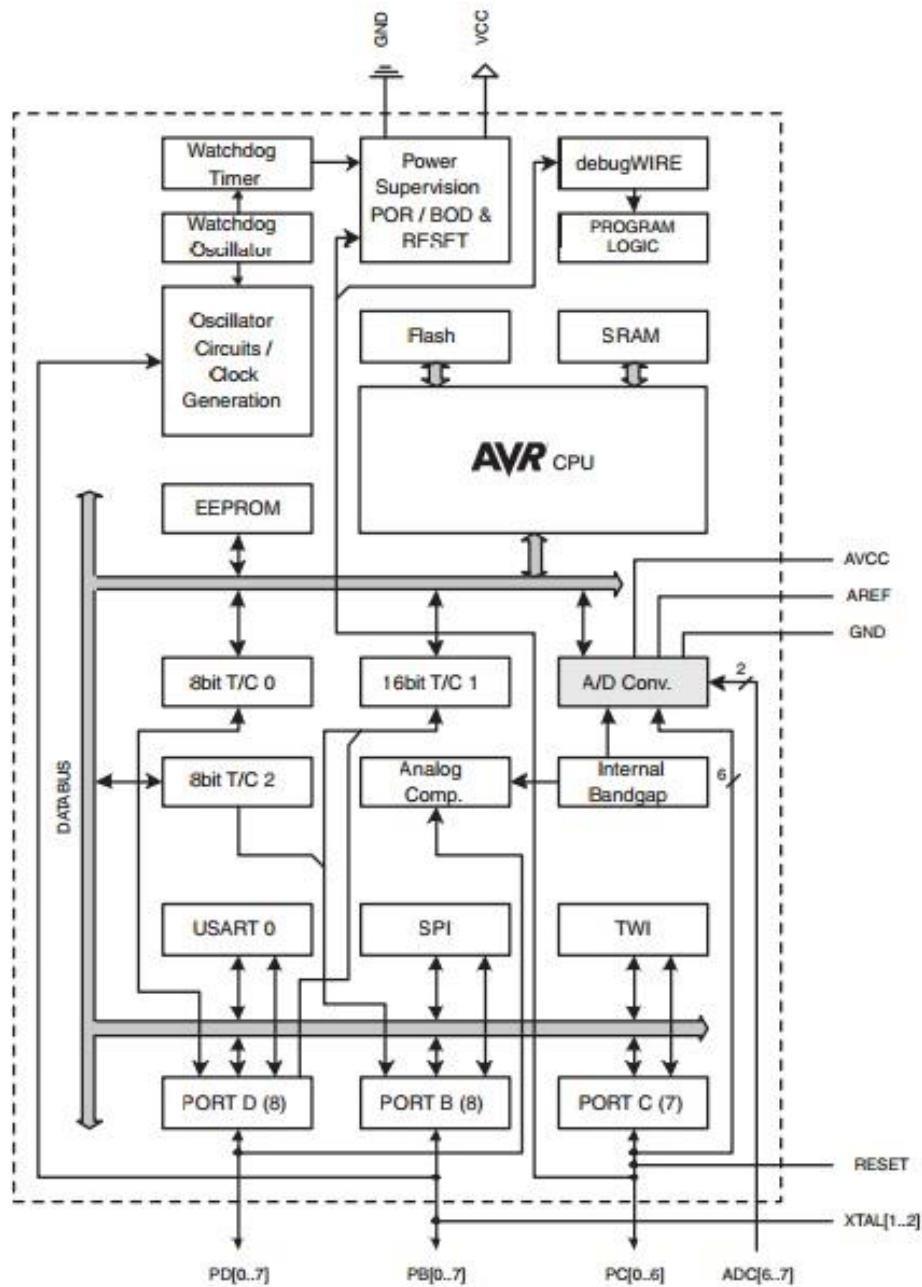 GND
VCC
Watchdog
Timer
Power
Supervision
POR / BOD &
RESET
debugWIRE
Watchdog
Oscillator
PROGRAM
LOGIC
Oscillator
Circuits /
Clock
Generation
Flash
SRAM
AVR CPU
EEPROM
AVCC
AREF
GND
8bit T/C 0
16bit T/C 1
A/D Conv.
2
DATABUS
8bit T/C 2
Analog
Comp.
Internal
Bandgap
6
USART 0
SPI
TWI
PORT D (8)
PORT B (8)
PORT C (7)
RESET
XTAL[1..2]
PD[0..7]
PB[0..7]
PC[0..6]
ADC[6..7]